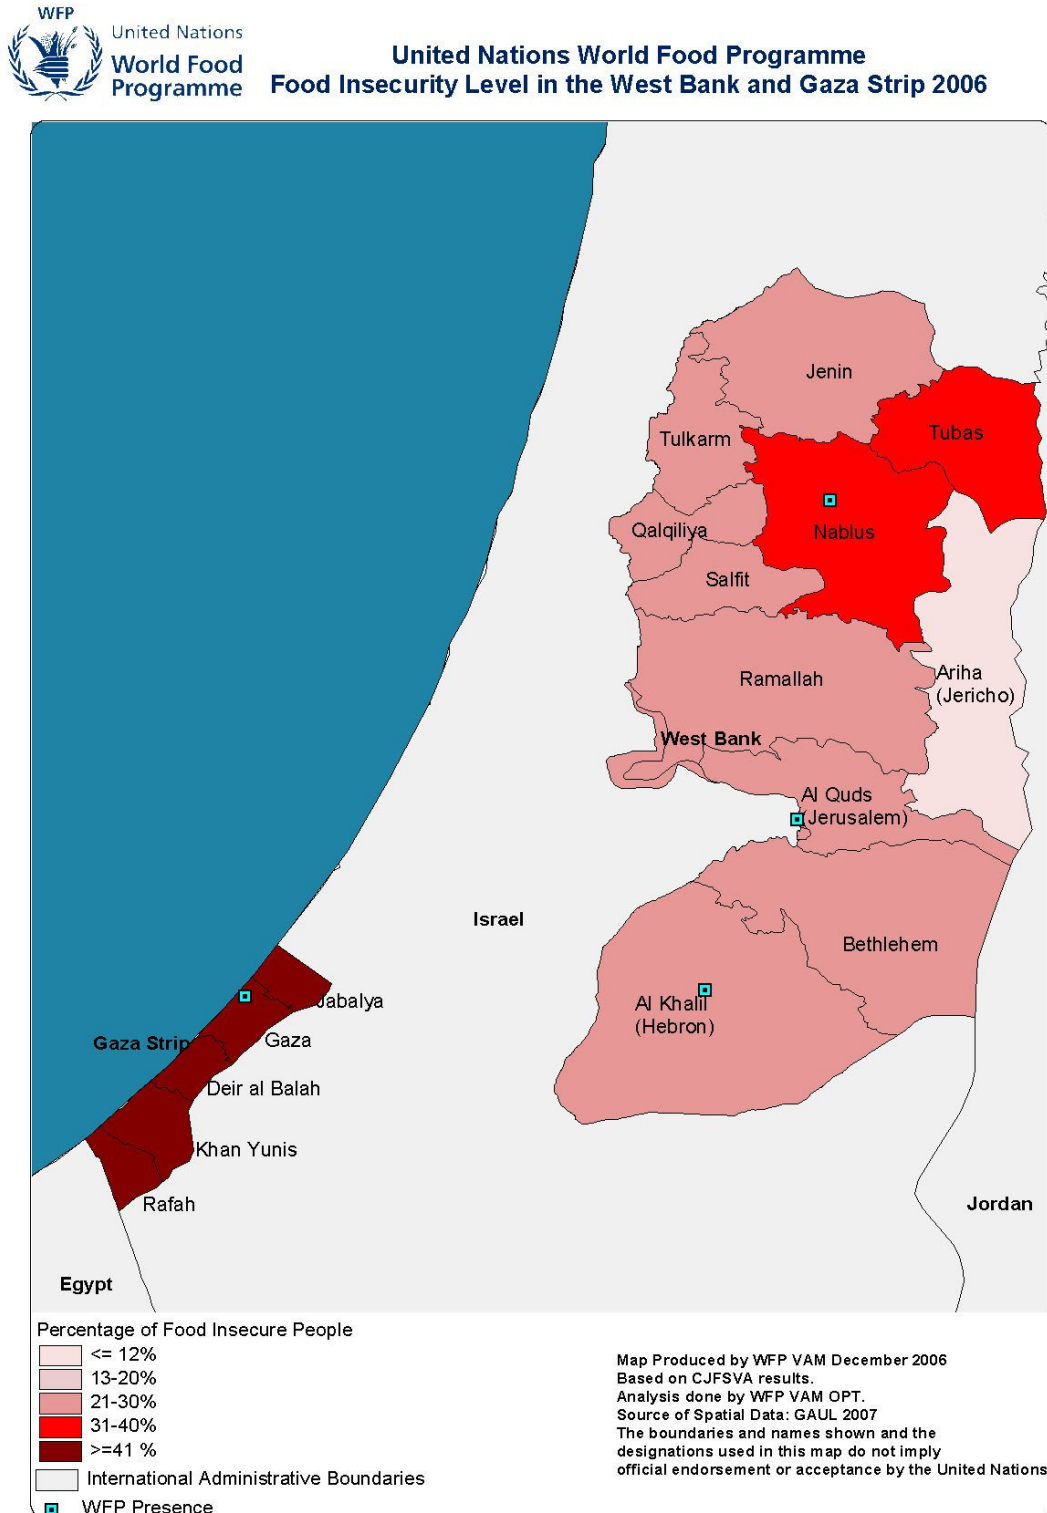 WFP
United Nations
World Food
Programme
United Nations World Food Programme
Food Insecurity Level in the West Bank and Gaza Strip 2006
Jenin
Tubas
Tulkarm
Nablus
Qalqiliya
Salfit
Ariha
(Jericho)
Ramallah
West Bank
Al Quds
(Jerusalem)
Israel
Bethlehem
Al Khalil
(Hebron)
Jabalya
Gaza
Gaza Strip
Deir al Balah
Khan Yunis
Rafah
Jordan
Egypt
Percentage of Food Insecure People
<= 12%
13-20%
21-30%
31-40%
>=41 %
International Administrative Boundaries
WFP Presence
Map Produced by WFP VAM December 2006
Based on CJFSVA results.
Analysis done by WFP VAM OPT.
Source of Spatial Data: GAUL 2007
The boundaries and names shown and the
designations used in this map do not imply
official endorsement or acceptance by the United Nations